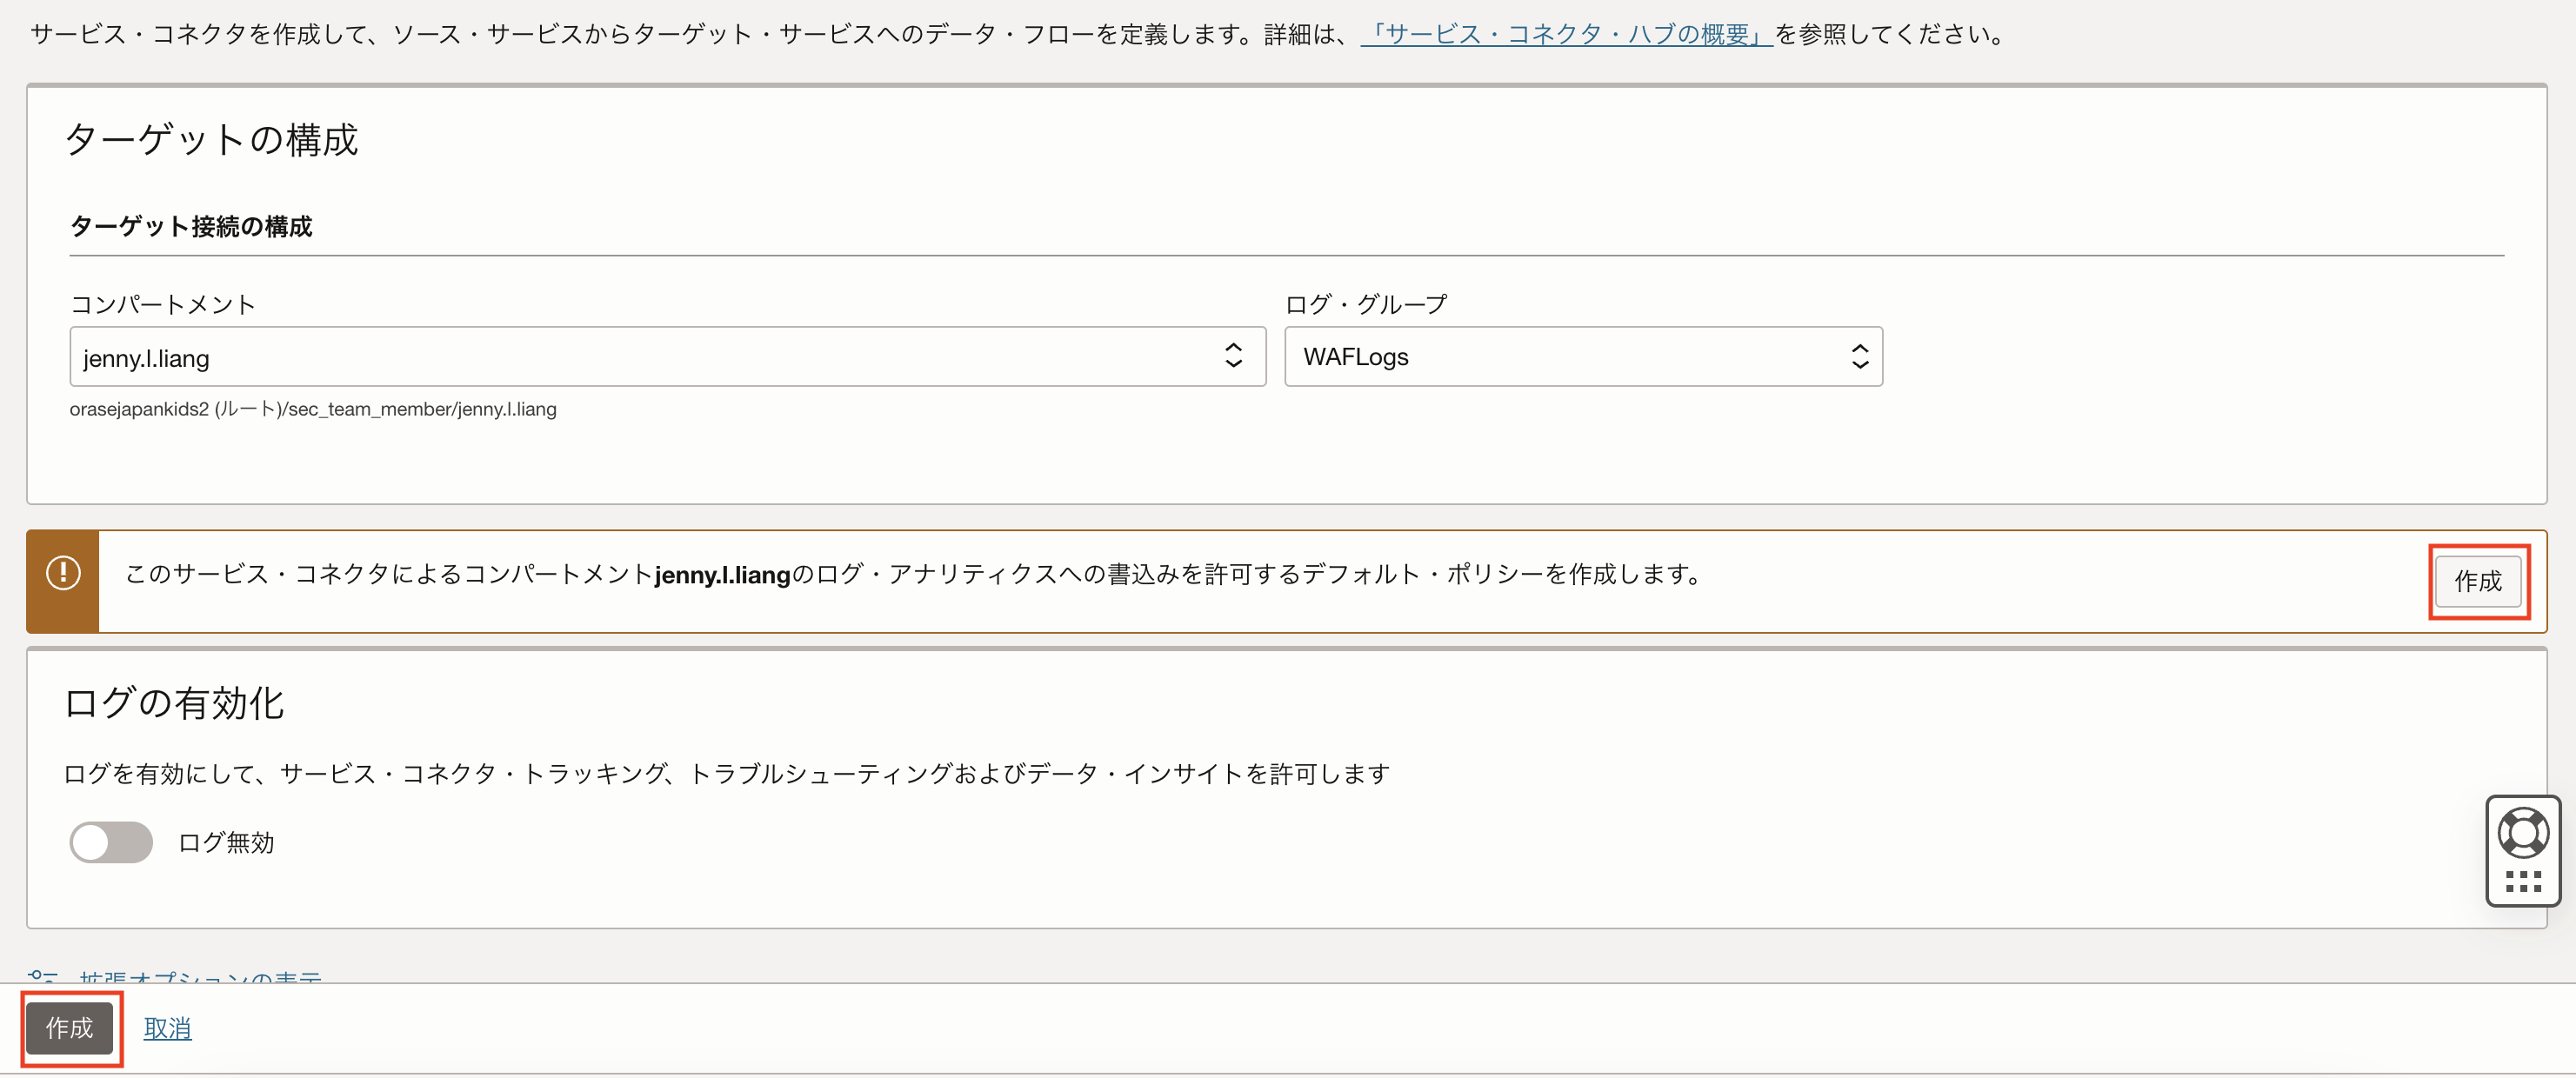 サービス・コネクタを作成して、ソース・サービスからターゲット・サービスへのデータ・フローを定義します。詳細は、「サービス・コネクタ・ハブの概要」を参照してください。
ターゲットの構成
ターゲット接続の構成
コンパートメント
ログ・グループ
jenny.l.liang
WAFLogs
orasejapankids2 (ルート)/sec_team_member/jenny.l.liang
このサービス・コネクタによるコンパートメントjenny.l.liangのログ・アナリティクスへの書込みを許可するデフォルト・ポリシーを作成します。
作成
ログの有効化
ログを有効にして、サービス・コネクタ・トラッキング、トラブルシューティングおよびデータ・インサイトを許可します
ログ無効
拡張オプションの表示
作成
取消